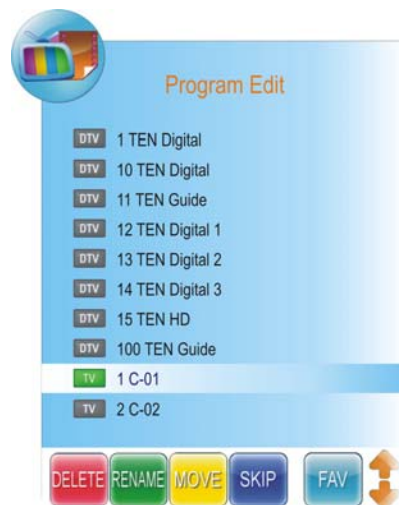 Program Edit
DTV 1 TEN Digital
DTV 10 TEN Digital
DTV 11 TEN Guide
DTV 12 TEN Digital 1
DTV 13 TEN Digital 2
DTV 14 TEN Digital 3
DTV 15 TEN HD
DTV 100 TEN Guide
TV 1 C-01
TV 2 C-02
DELETE RENAME MOVE SKIP FAV